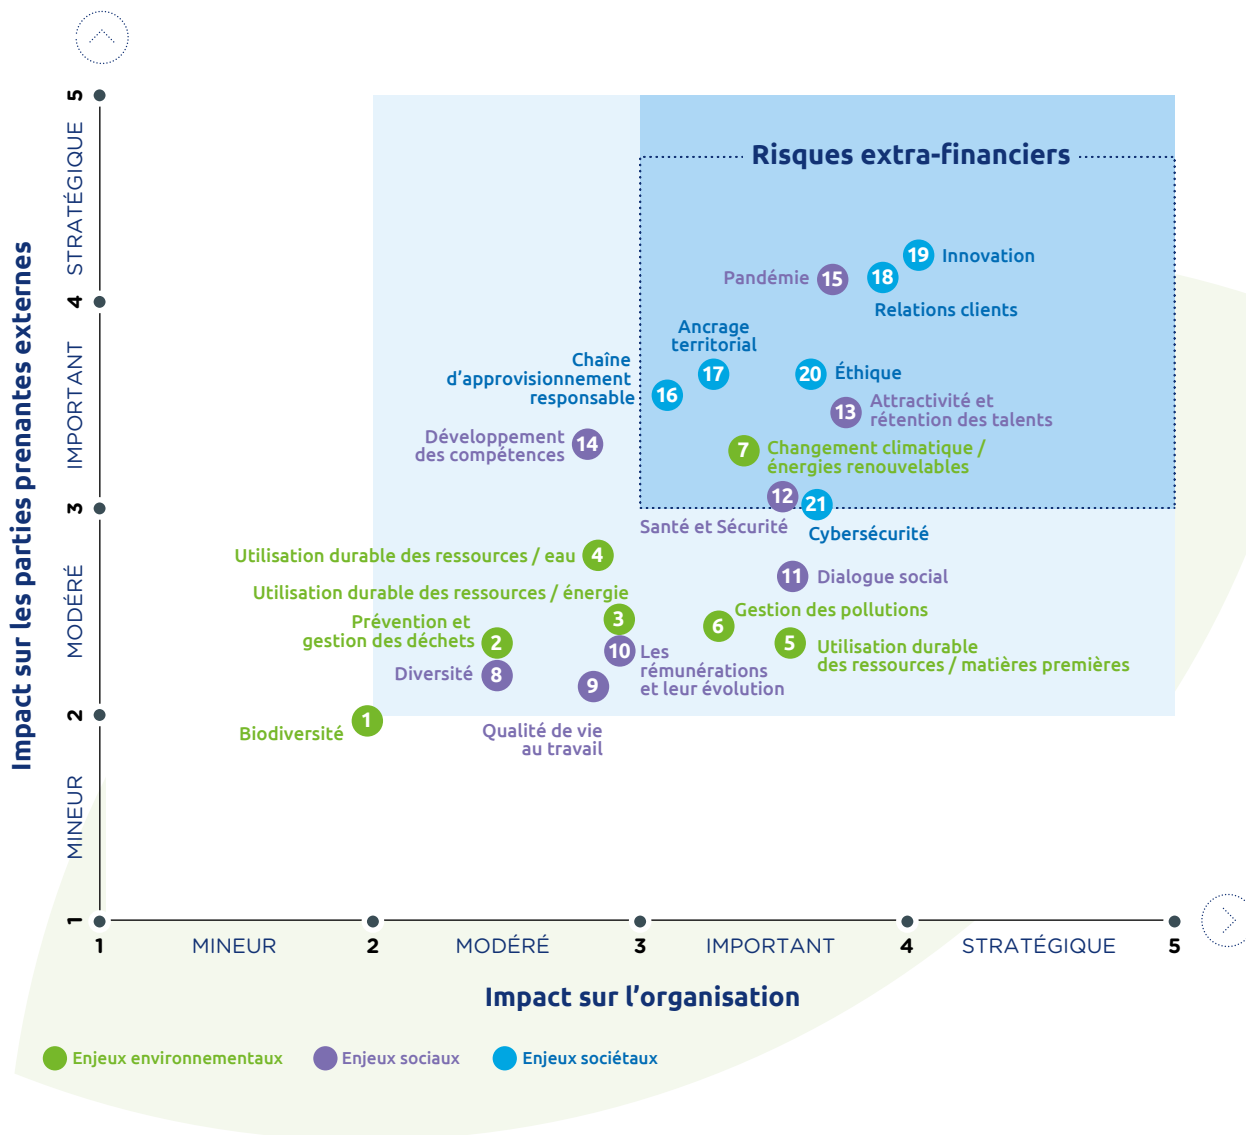 Impact sur les parties prenantes externes
5
STRATÉGIQUE
4
IMPORTANT
3
MODÉRÉ
2
MINEUR
1
Risques extra-financiers
19 Innovation
Pandémie 15
18
Relations clients
Ancrage
territorial
17
Chaîne
d'approvisionnement
responsable
16
20 Éthique
13 Attractivité et
rétention des talents
Développement
des compétences
14
7 Changement climatique /
énergies renouvelables
12
Santé et Sécurité
21
Cybersécurité
Utilisation durable des ressources / eau 4
11 Dialogue social
Utilisation durable des ressources / énergie
3
Gestion des pollutions
6
Prévention et
gestion des déchets
2
5 Utilisation durable
des ressources / matières premières
10 Les
rémunérations
et leur évolution
Diversité 8
9
Qualité de vie
au travail
Biodiversité 1
1
MINEUR
2
MODÉRÉ
3
IMPORTANT
4
STRATÉGIQUE
5
Impact sur l'organisation
Enjeux environnementaux
Enjeux sociaux
Enjeux sociétaux